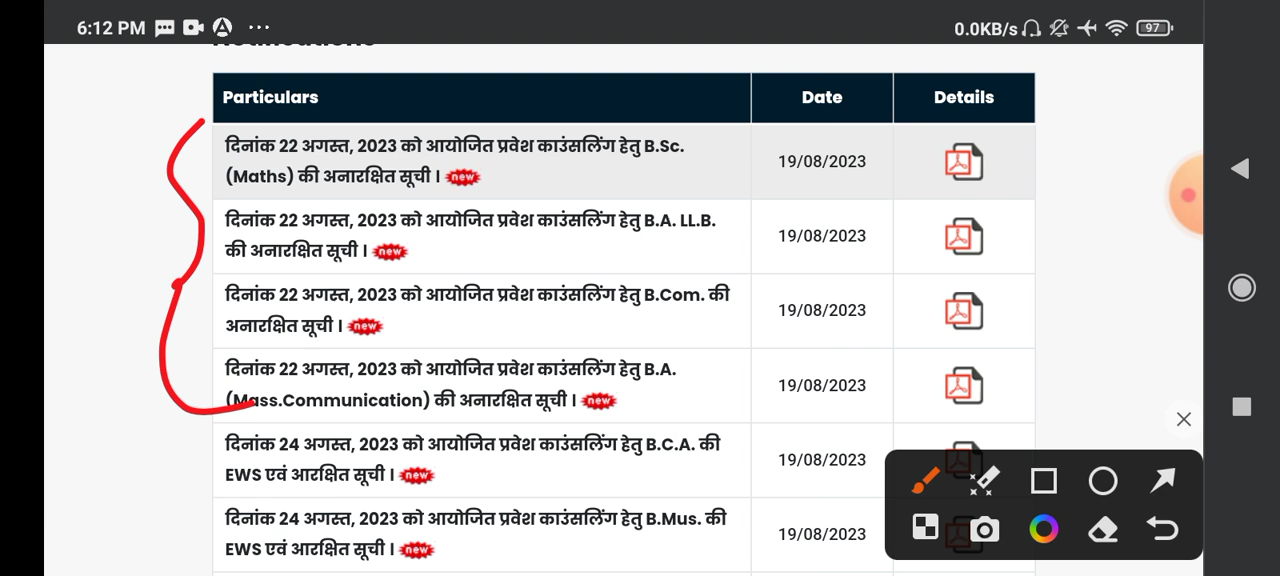 6:12 PM
0.0KB/s
97
Notifications
Particulars Date Details
दिनांक 22 अगस्त, 2023 को आयोजित प्रवेश काउंसलिंग हेतु B.Sc.
(Maths) की अनारक्षित सूची । new
19/08/2023
दिनांक 22 अगस्त, 2023 को आयोजित प्रवेश काउंसलिंग हेतु B.A. LL.B.
की अनारक्षित सूची । new
19/08/2023
दिनांक 22 अगस्त, 2023 को आयोजित प्रवेश काउंसलिंग हेतु B.Com. की
अनारक्षित सूची । new
19/08/2023
दिनांक 22 अगस्त, 2023 को आयोजित प्रवेश काउंसलिंग हेतु B.A.
(Mass.Communication) की अनारक्षित सूची । new
19/08/2023
दिनांक 24 अगस्त, 2023 को आयोजित प्रवेश काउंसलिंग हेतु B.C.A. की
EWS एवं आरक्षित सूची । new
19/08/2023
दिनांक 24 अगस्त, 2023 को आयोजित प्रवेश काउंसलिंग हेतु B.Mus. की
EWS एवं आरक्षित सूची । new
19/08/2023